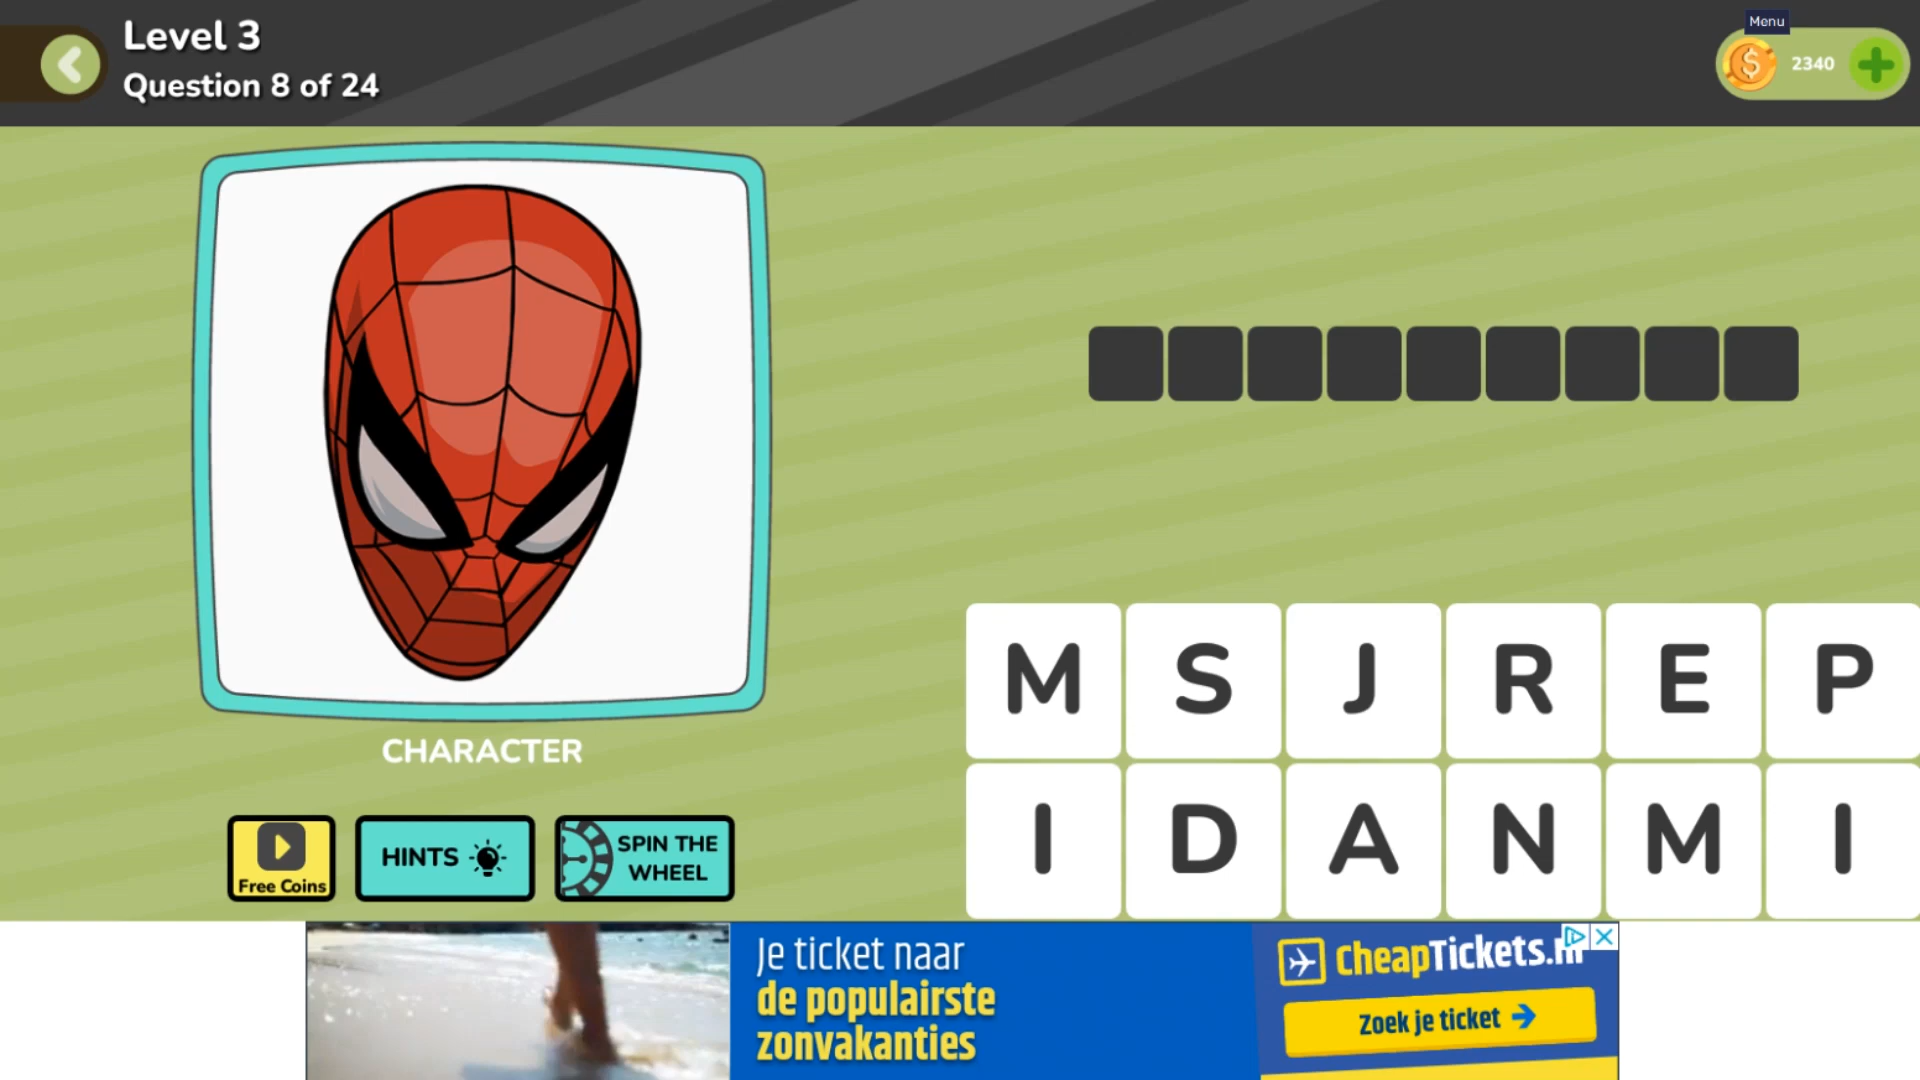 Level 3
Question 8 of 24
Menu
2340
CHARACTER
Free Coins
HINTS
SPIN THE
WHEEL
M S J R E P
I D A N M I
Je ticket naar
de populairste
zonvakanties
CheapTickets.nl
Zoek je ticket